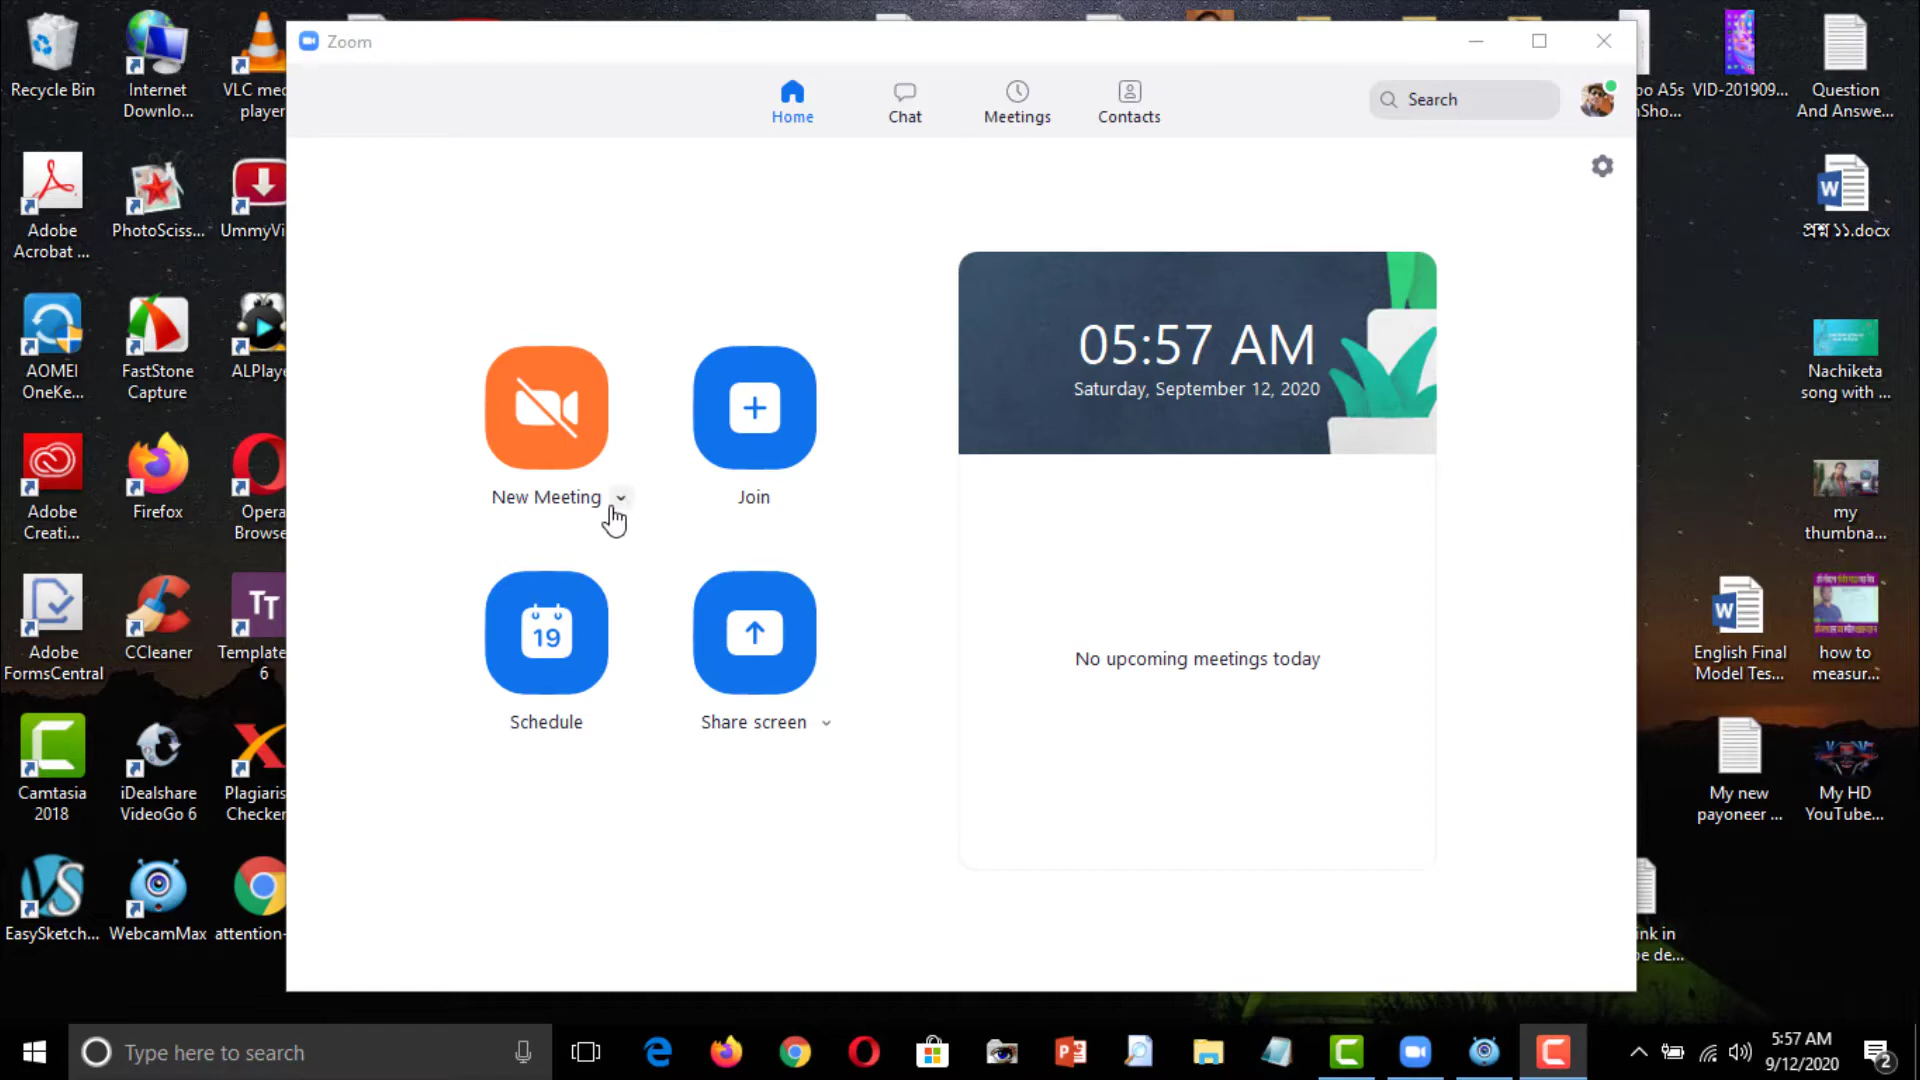 Zoom
Home
Chat
Meetings
Contacts
Search
05:57 AM
Saturday, September 12, 2020
No upcoming meetings today
New Meeting
Join
19
Schedule
Share screen
Recycle Bin
Internet
Downlo...
VLC med
player
Adobe
Acrobat ...
PhotoSciss...
UmmyVi
AOMEI
OneKe...
FastStone
Capture
ALPlaye
Adobe
Creati...
Firefox
Opera
Browse
Adobe
FormsCentral
CCleaner
Template
6
Camtasia
2018
iDealshare
VideoGo 6
Plagiaris
Checke
EasySketch...
WebcamMax
attention-
po A5s
nSho...
VID-201909...
Question
And Answe...
প্রশ্ন ১১.docx
Nachiketa
song with ...
my
thumbna...
English Final
Model Tes...
how to
measur...
My new
payoneer ...
My HD
YouTube...
ink in
be de...
Type here to search
5:57 AM
9/12/2020
2